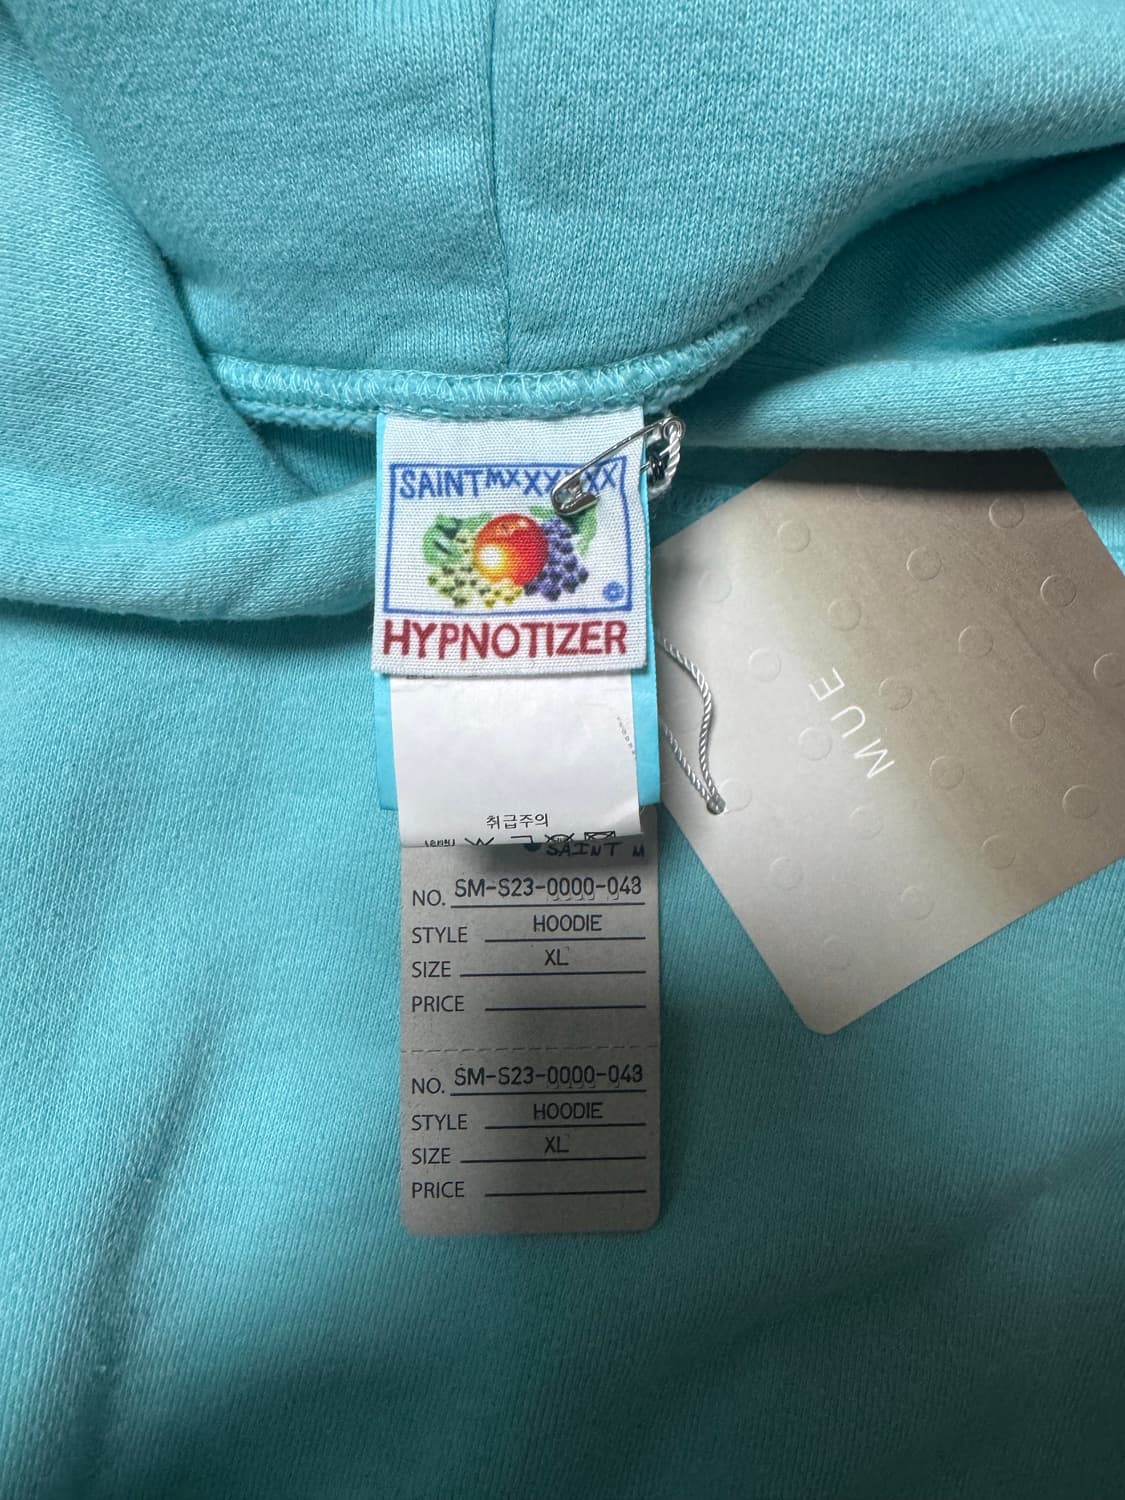 SAINT MXXXXXX
HYPNOTIZER
취급주의
SAINT M
NO. SM-S23-0000-043
STYLE HOODIE
SIZE XL
PRICE
NO. SM-S23-0000-043
STYLE HOODIE
SIZE XL
PRICE
MUE